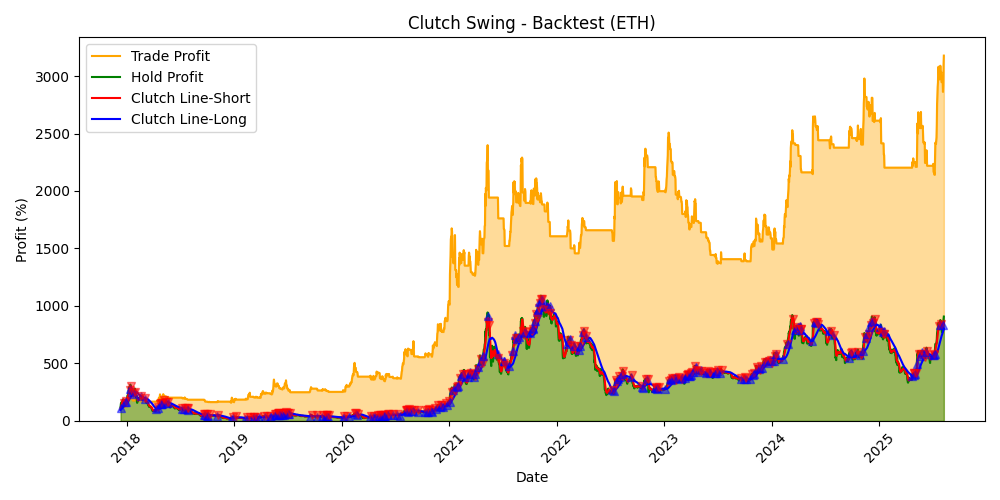 Clutch Swing - Backtest (ETH)
Trade Profit
Hold Profit
Clutch Line-Short
Clutch Line-Long
Profit (%)
3000
2500
2000
1500
1000
500
0
2018
2019
2020
2021
2022
2023
2024
2025
Date